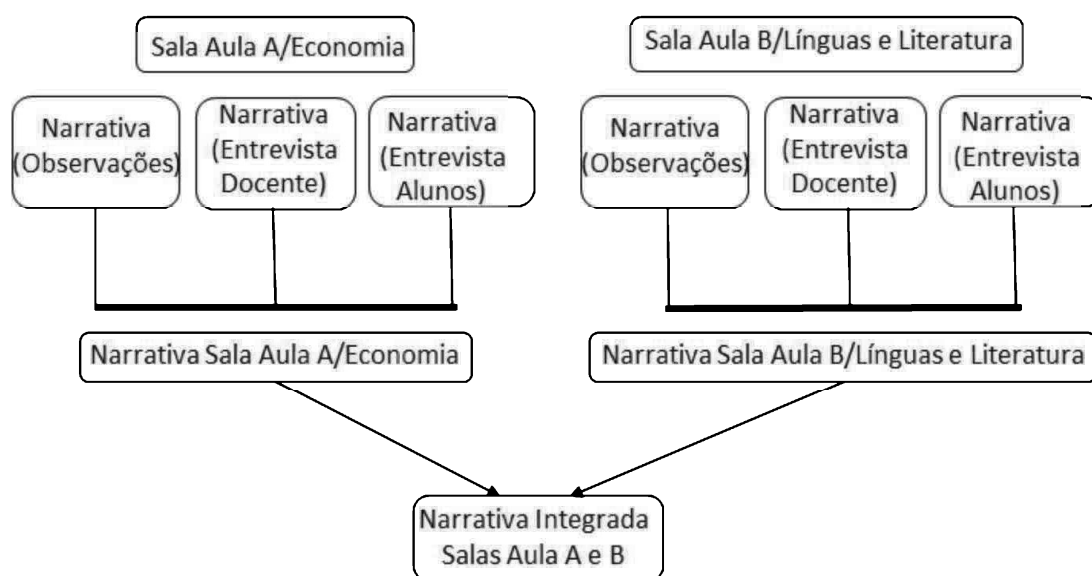 Sala Aula A/Economia
Sala Aula B/Línguas e Literatura
Narrativa
(Observações)
Narrativa
(Entrevista
Docente)
Narrativa
(Entrevista
Alunos)
Narrativa
(Observações)
Narrativa
(Entrevista
Docente)
Narrativa
(Entrevista
Alunos)
Narrativa Sala Aula A/Economia
Narrativa Sala Aula B/Línguas e Literatura
Narrativa Integrada
Salas Aula A e B